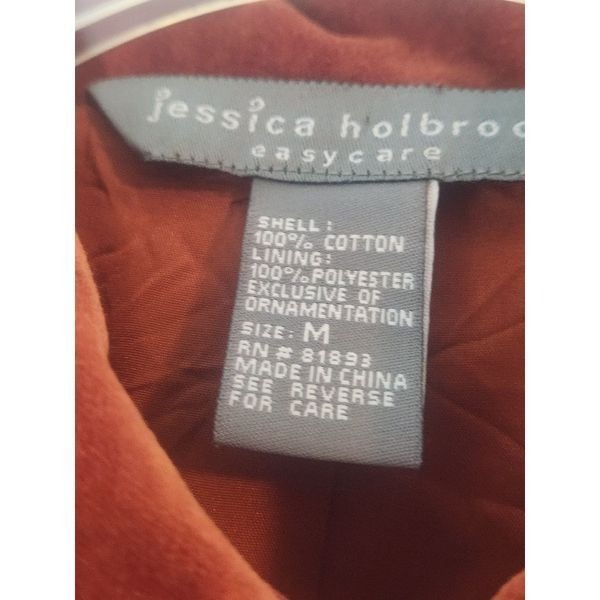 jessica holbroo
easycare
SHELL:
100% COTTON
LINING:
100% POLYESTER
EXCLUSIVE OF
ORNAMENTATION
SIZE: M
RN # 81893
MADE IN CHINA
SEE REVERSE
FOR CARE